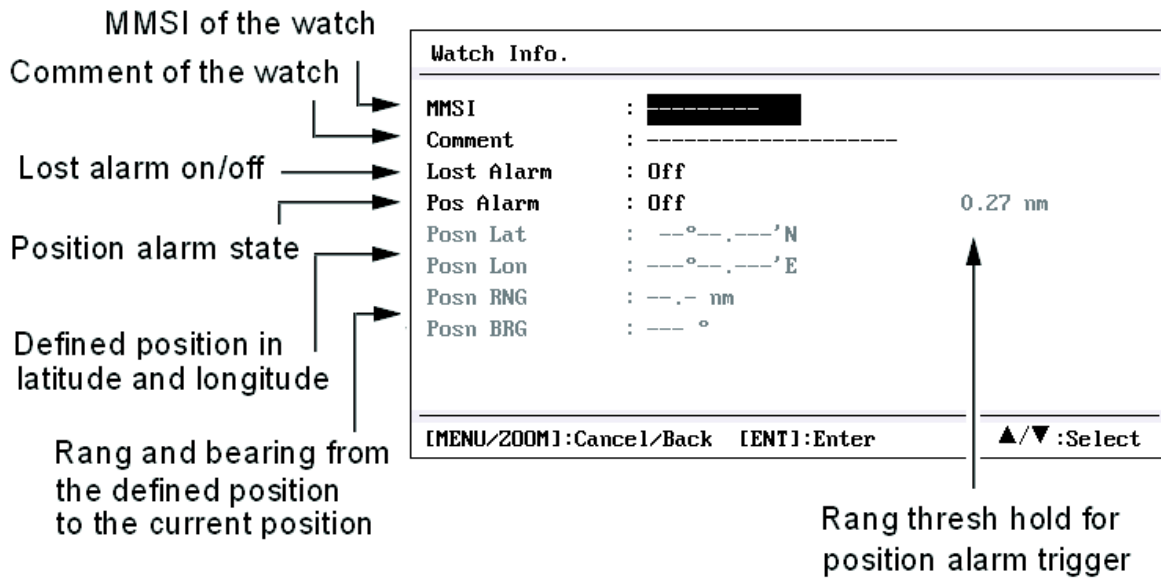 MMSI of the watch
Comment of the watch
Lost alarm on/off
Position alarm state
Defined position in
latitude and longitude
Rang and bearing from
the defined position
to the current position
Watch Info.
MMSI : ---------
Comment : --------------------
Lost Alarm : Off
Pos Alarm : Off 0.27 nm
Posn Lat : --°--.---'N
Posn Lon : ---°--.---'E
Posn RNG : --.- nm
Posn BRG : --- °
[MENU/ZOOM]:Cancel/Back [ENT]:Enter ▲/▼:Select
Rang thresh hold for
position alarm trigger